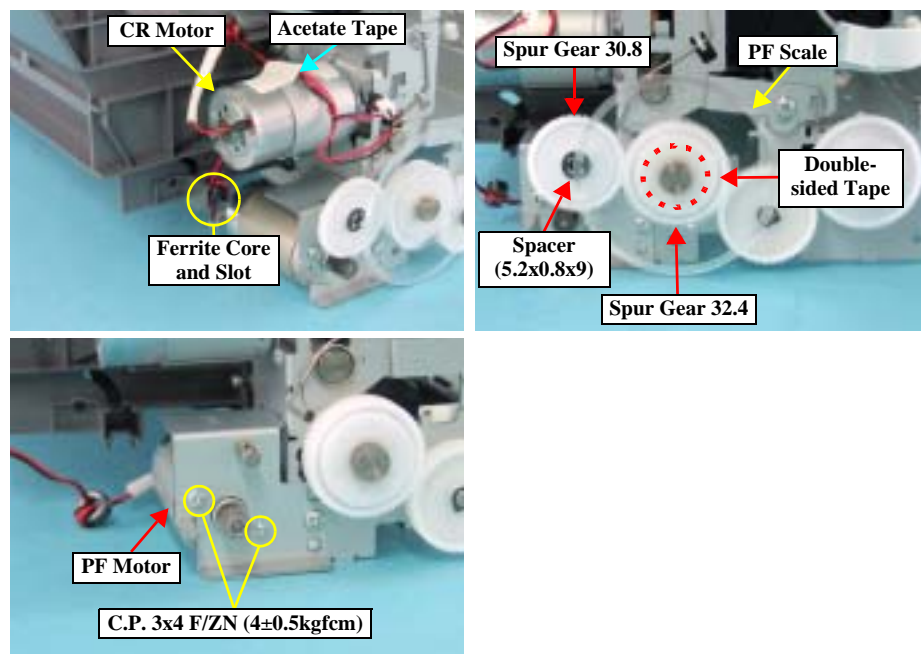 CR Motor
Acetate Tape
Ferrite Core
and Slot
Spur Gear 30.8
PF Scale
Double-
sided Tape
Spacer
(5.2x0.8x9)
Spur Gear 32.4
PF Motor
C.P. 3x4 F/ZN (4±0.5kgfcm)